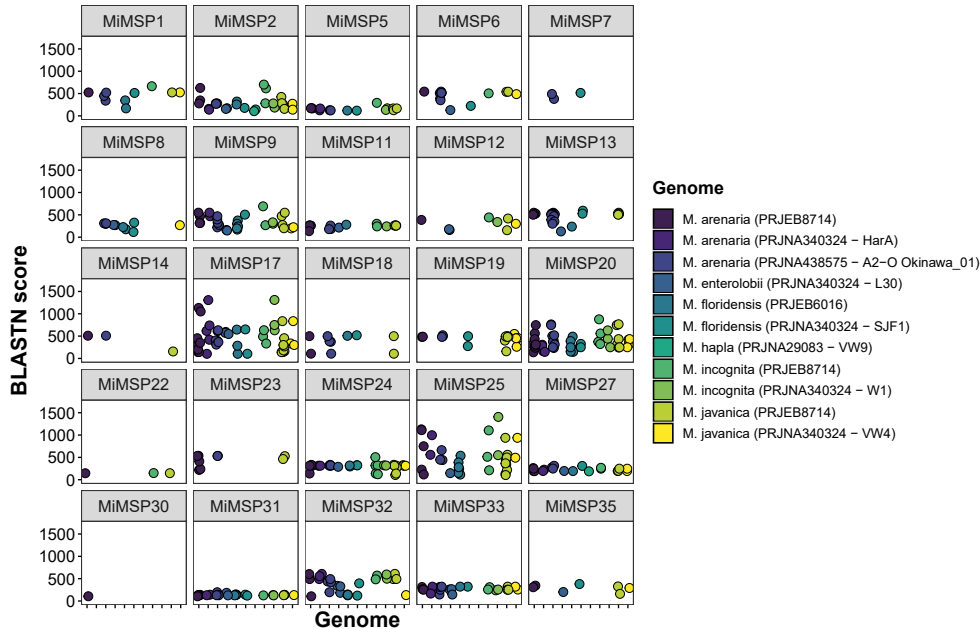 MiMSP1 MiMSP2 MiMSP5 MiMSP6 MiMSP7
1500
1000
500
0
MiMSP8 MiMSP9 MiMSP11 MiMSP12 MiMSP13
1500
1000
500
0
MiMSP14 MiMSP17 MiMSP18 MiMSP19 MiMSP20
1500
1000
500
0
MiMSP22 MiMSP23 MiMSP24 MiMSP25 MiMSP27
1500
1000
500
0
MiMSP30 MiMSP31 MiMSP32 MiMSP33 MiMSP35
1500
1000
500
0
BLASTN score
Genome
Genome
M. arenaria (PRJEB8714)
M. arenaria (PRJNA340324 − HarA)
M. arenaria (PRJNA438575 − A2−O Okinawa_01)
M. enterolobii (PRJNA340324 − L30)
M. floridensis (PRJEB6016)
M. floridensis (PRJNA340324 − SJF1)
M. hapla (PRJNA29083 − VW9)
M. incognita (PRJEB8714)
M. incognita (PRJNA340324 − W1)
M. javanica (PRJEB8714)
M. javanica (PRJNA340324 − VW4)